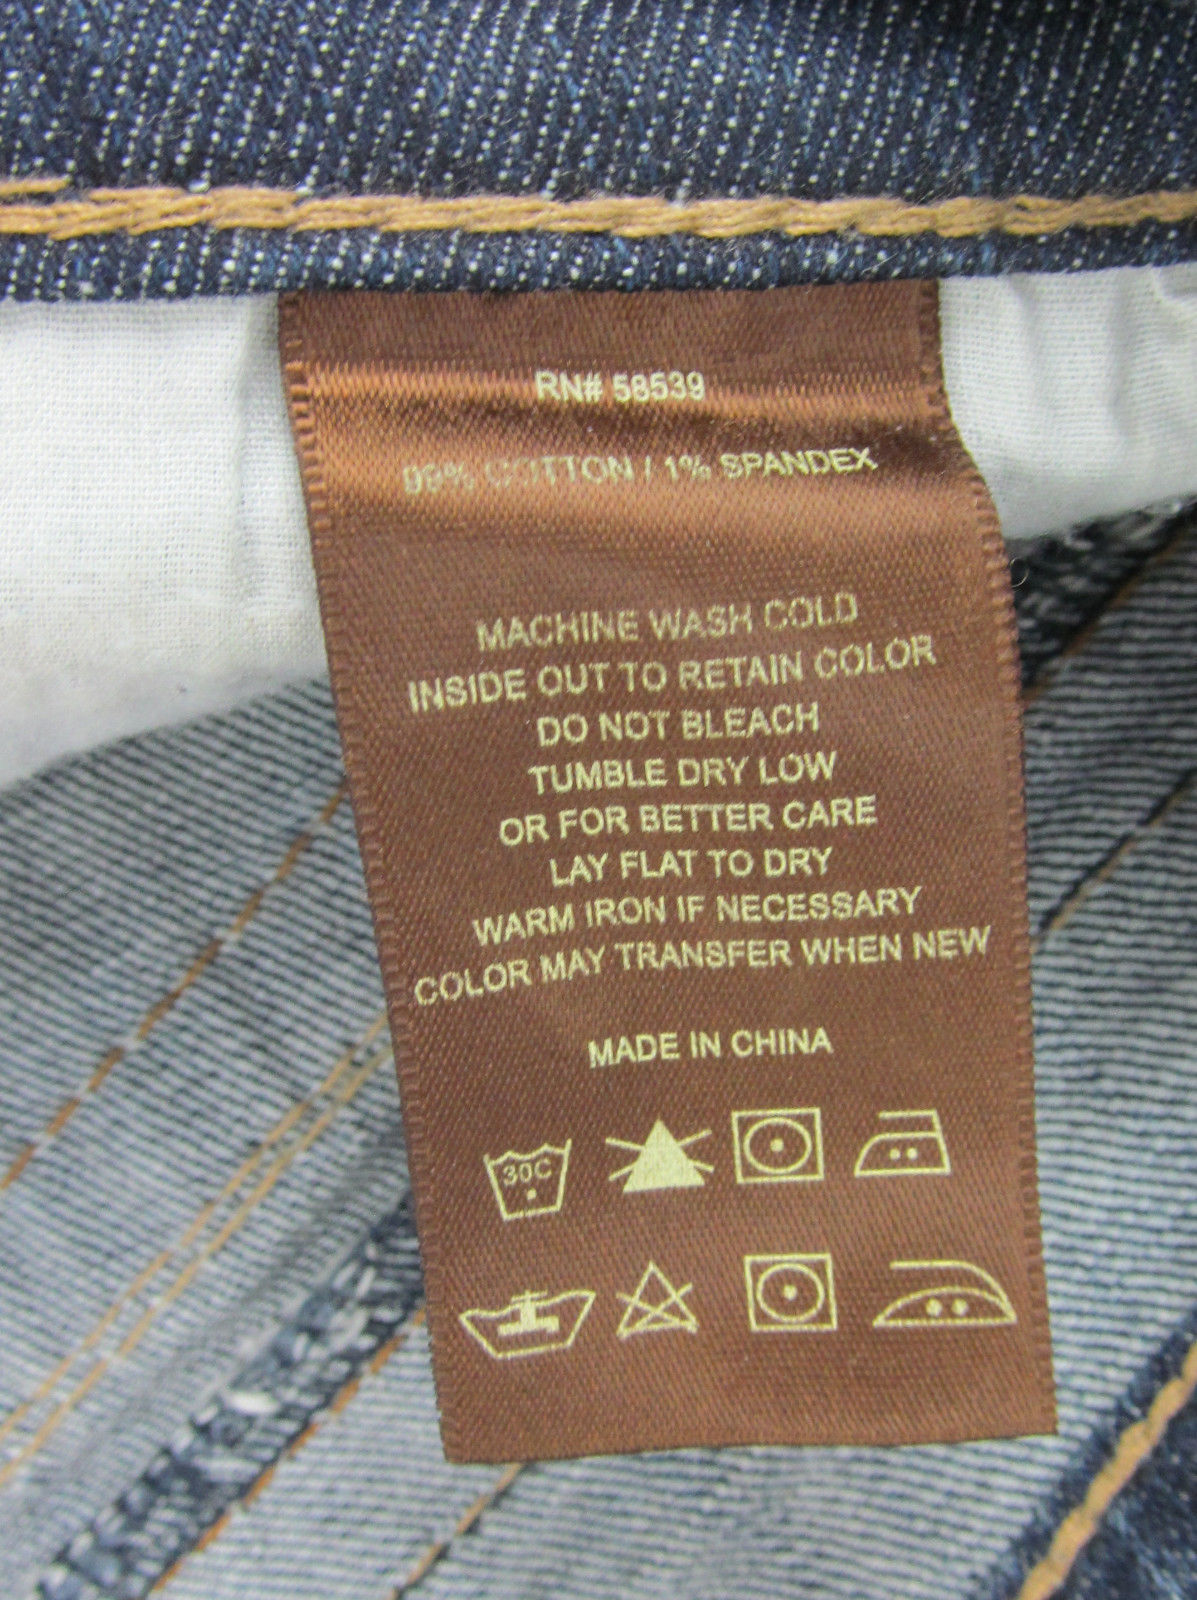 RN# 58539
99% COTTON / 1% SPANDEX
MACHINE WASH COLD
INSIDE OUT TO RETAIN COLOR
DO NOT BLEACH
TUMBLE DRY LOW
OR FOR BETTER CARE
LAY FLAT TO DRY
WARM IRON IF NECESSARY
COLOR MAY TRANSFER WHEN NEW
MADE IN CHINA
30C